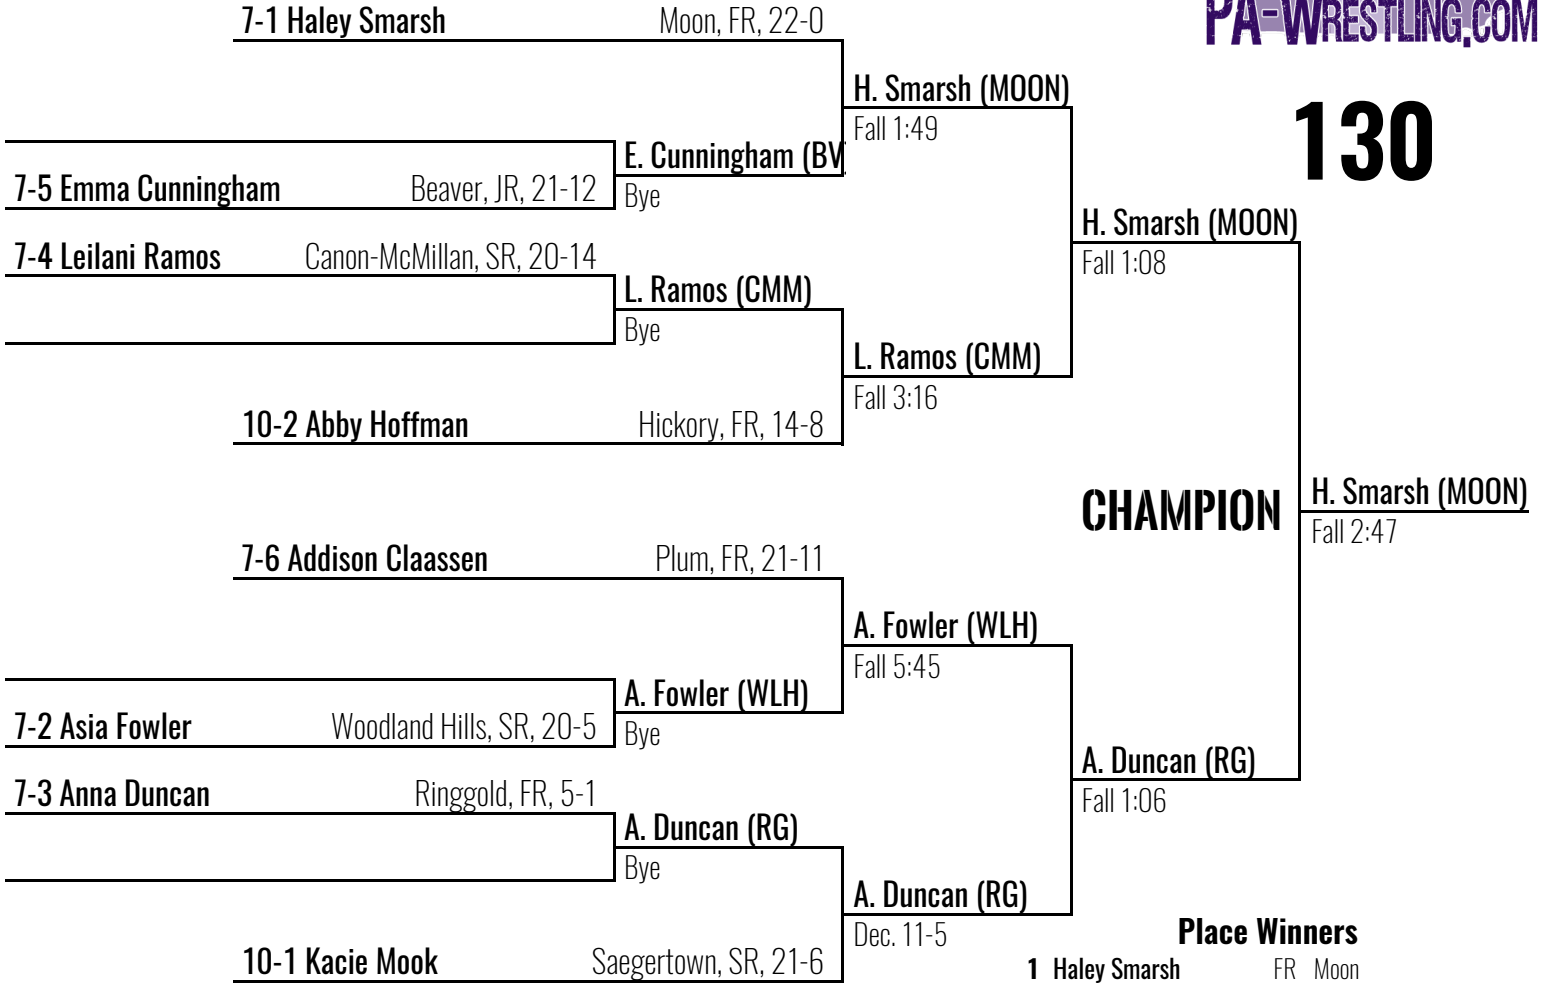 PA-WRESTLING.COM
130
7-1 Haley Smarsh Moon, FR, 22-0
H. Smarsh (MOON)
Fall 1:49
E. Cunningham (BV
7-5 Emma Cunningham Beaver, JR, 21-12
Bye
H. Smarsh (MOON)
Fall 1:08
7-4 Leilani Ramos Canon-McMillan, SR, 20-14
L. Ramos (CMM)
Bye
L. Ramos (CMM)
Fall 3:16
10-2 Abby Hoffman Hickory, FR, 14-8
CHAMPION
H. Smarsh (MOON)
Fall 2:47
7-6 Addison Claassen Plum, FR, 21-11
A. Fowler (WLH)
Fall 5:45
A. Fowler (WLH)
7-2 Asia Fowler Woodland Hills, SR, 20-5
Bye
A. Duncan (RG)
Fall 1:06
7-3 Anna Duncan Ringgold, FR, 5-1
A. Duncan (RG)
Bye
A. Duncan (RG)
Dec. 11-5
10-1 Kacie Mook Saegertown, SR, 21-6
Place Winners
1 Haley Smarsh FR Moon